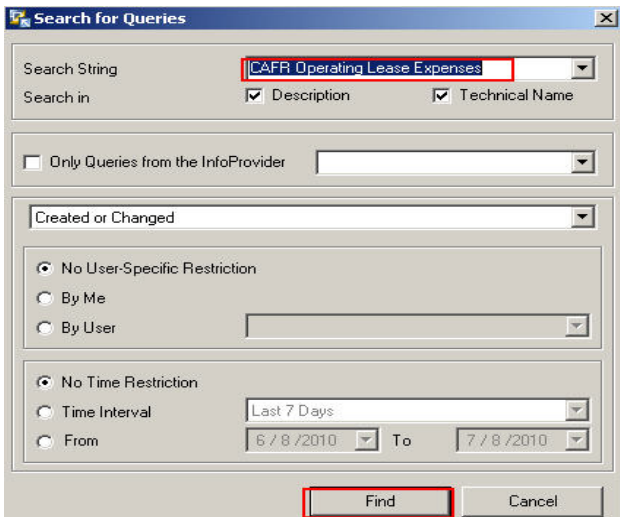 Search for Queries
Search String CAFR Operating Lease Expenses
Search in Description Technical Name
Only Queries from the InfoProvider
Created or Changed
No User-Specific Restriction
By Me
By User
No Time Restriction
Time Interval Last 7 Days
From 6 / 8 /2010 To 7 / 8 /2010
Find Cancel